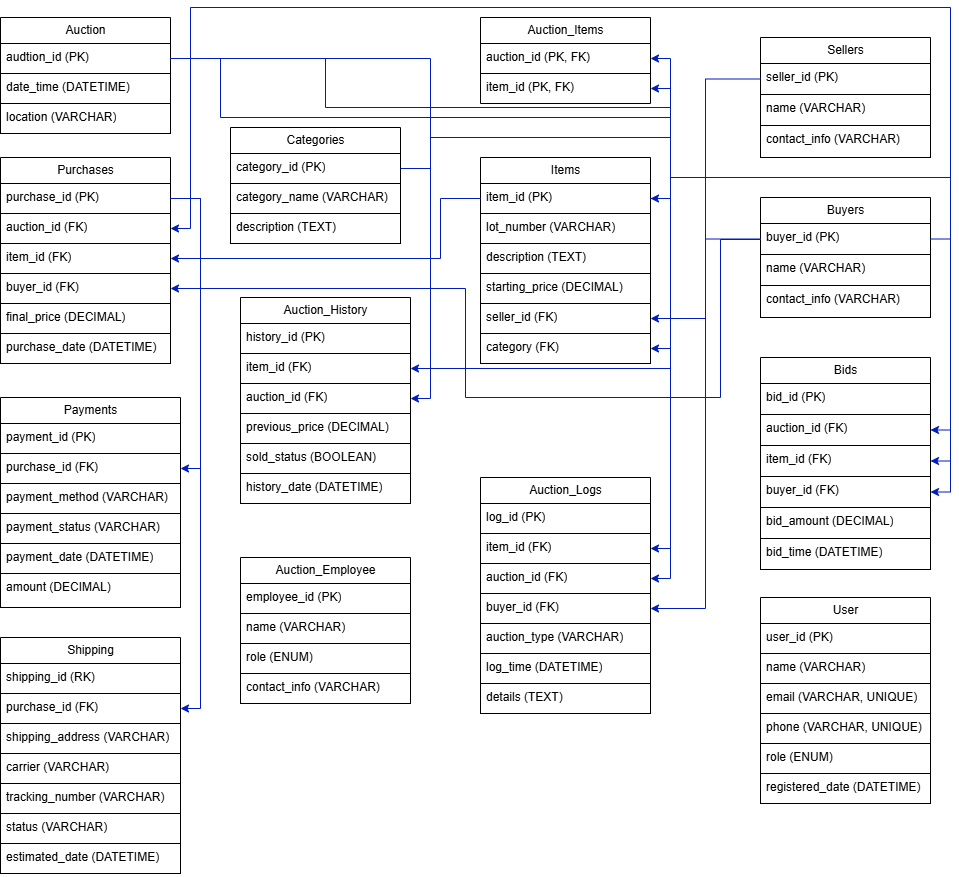 Auction
audtion_id (PK)
date_time (DATETIME)
location (VARCHAR)
Purchases
purchase_id (PK)
auction_id (FK)
item_id (FK)
buyer_id (FK)
final_price (DECIMAL)
purchase_date (DATETIME)
Payments
payment_id (PK)
purchase_id (FK)
payment_method (VARCHAR)
payment_status (VARCHAR)
payment_date (DATETIME)
amount (DECIMAL)
Shipping
shipping_id (RK)
purchase_id (FK)
shipping_address (VARCHAR)
carrier (VARCHAR)
tracking_number (VARCHAR)
status (VARCHAR)
estimated_date (DATETIME)
Categories
category_id (PK)
category_name (VARCHAR)
description (TEXT)
Auction_History
history_id (PK)
item_id (FK)
auction_id (FK)
previous_price (DECIMAL)
sold_status (BOOLEAN)
history_date (DATETIME)
Auction_Employee
employee_id (PK)
name (VARCHAR)
role (ENUM)
contact_info (VARCHAR)
Auction_Items
auction_id (PK, FK)
item_id (PK, FK)
Items
item_id (PK)
lot_number (VARCHAR)
description (TEXT)
starting_price (DECIMAL)
seller_id (FK)
category (FK)
Auction_Logs
log_id (PK)
item_id (FK)
auction_id (FK)
buyer_id (FK)
auction_type (VARCHAR)
log_time (DATETIME)
details (TEXT)
Sellers
seller_id (PK)
name (VARCHAR)
contact_info (VARCHAR)
Buyers
buyer_id (PK)
name (VARCHAR)
contact_info (VARCHAR)
Bids
bid_id (PK)
auction_id (FK)
item_id (FK)
buyer_id (FK)
bid_amount (DECIMAL)
bid_time (DATETIME)
User
user_id (PK)
name (VARCHAR)
email (VARCHAR, UNIQUE)
phone (VARCHAR, UNIQUE)
role (ENUM)
registered_date (DATETIME)